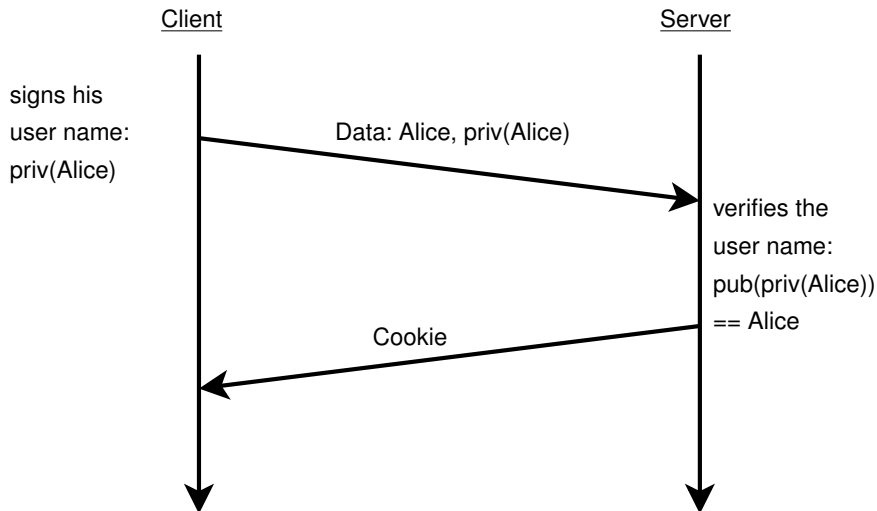 Client
Server
signs his
user name:
priv(Alice)
Data: Alice, priv(Alice)
verifies the
user name:
pub(priv(Alice))
== Alice
Cookie